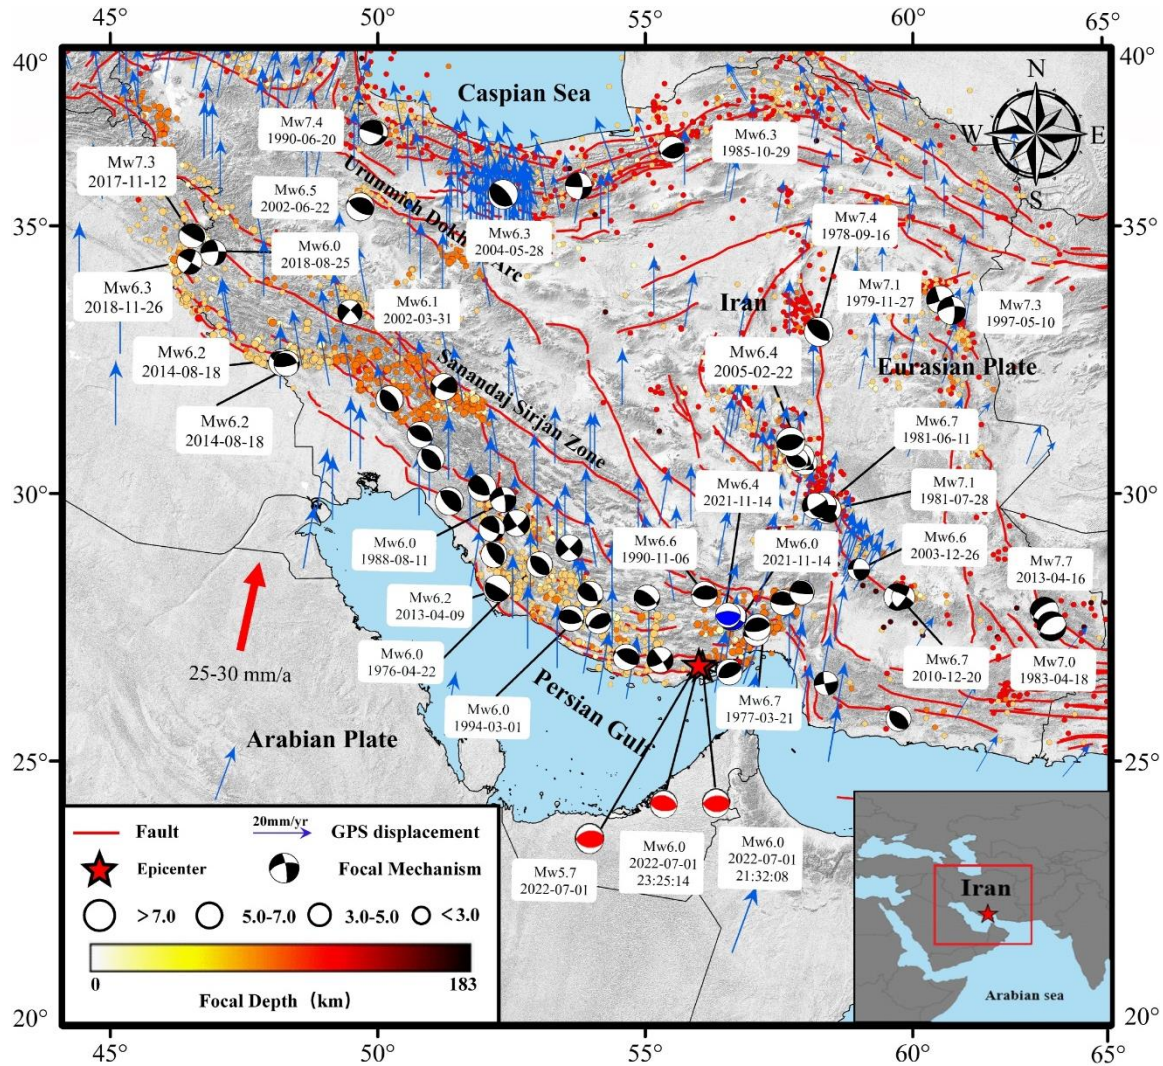 45°
50°
55°
60°
65°
40°
40°
Caspian Sea
N
W
E
S
Mw7.4
1990-06-20
Mw6.3
1985-10-29
Mw7.3
2017-11-12
Mw6.5
2002-06-22
Urunmich Dokh
Arc
35°
35°
Mw6.3
2004-05-28
Mw7.4
1978-09-16
Mw6.0
2018-08-25
Mw6.3
2018-11-26
Mw6.1
2002-03-31
Iran
Mw7.1
1979-11-27
Mw7.3
1997-05-10
Mw6.2
2014-08-18
Mw6.4
2005-02-22
Eurasian Plate
Sanandaj Sirjan Zone
Mw6.2
2014-08-18
Mw6.7
1981-06-11
30°
30°
Mw6.4
2021-11-14
Mw7.1
1981-07-28
Mw6.0
1988-08-11
Mw6.6
1990-11-06
Mw6.0
2021-11-14
Mw6.6
2003-12-26
Mw7.7
2013-04-16
Mw6.2
2013-04-09
Mw6.0
1976-04-22
25-30 mm/a
Mw6.0
1994-03-01
Persian Gulf
Mw6.7
1977-03-21
Mw6.7
2010-12-20
Mw7.0
1983-04-18
Arabian Plate
25°
25°
Fault
20mm/yr
GPS displacement
Epicenter
Focal Mechanism
>7.0
5.0-7.0
3.0-5.0
<3.0
0
183
Focal Depth (km)
Mw5.7
2022-07-01
Mw6.0
2022-07-01
23:25:14
Mw6.0
2022-07-01
21:32:08
Iran
Arabian sea
20°
20°
45°
50°
55°
60°
65°